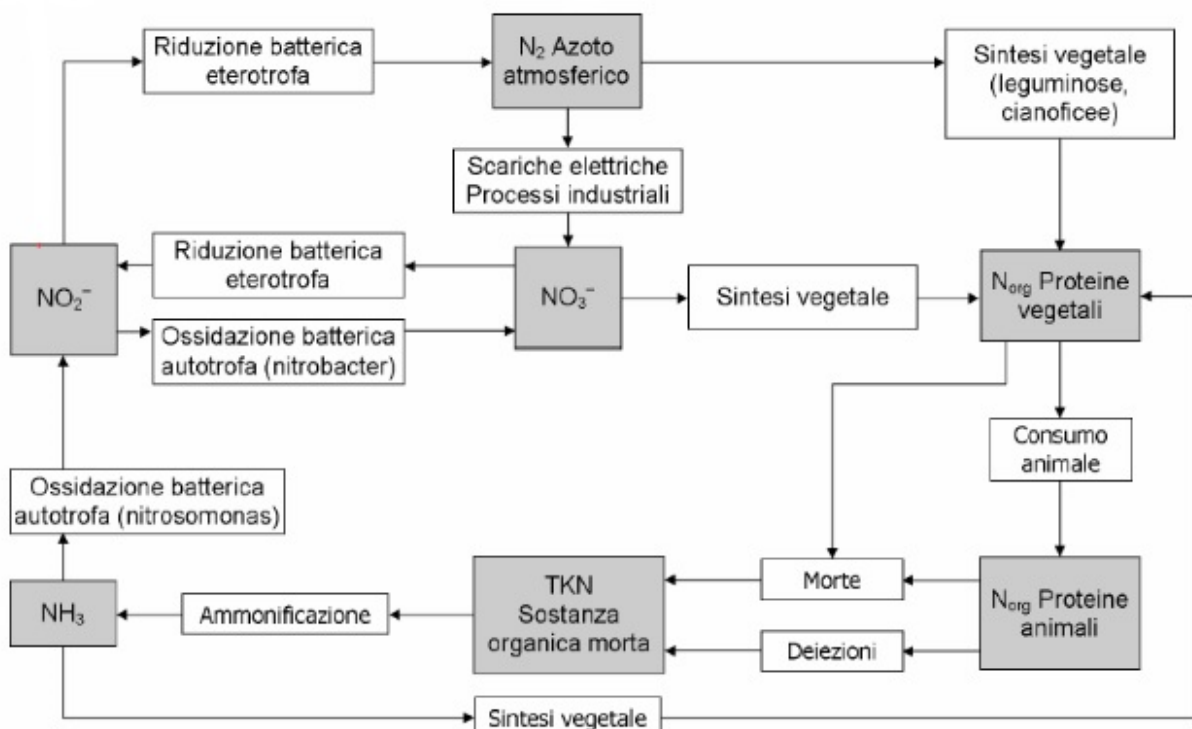 Riduzione batterica
eterotrofa
N₂ Azoto
atmosferico
Sintesi vegetale
(leguminose,
cianoficee)
Scariche elettriche
Processi industriali
NO₂⁻
Riduzione batterica
eterotrofa
NO₃⁻
Sintesi vegetale
Norg Proteine
vegetali
Ossidazione batterica
autotrofa (nitrobacter)
Consumo
animale
Ossidazione batterica
autotrofa (nitrosomonas)
NH₃
Ammonificazione
TKN
Sostanza
organica morta
Morte
Deiezioni
Norg Proteine
animali
Sintesi vegetale